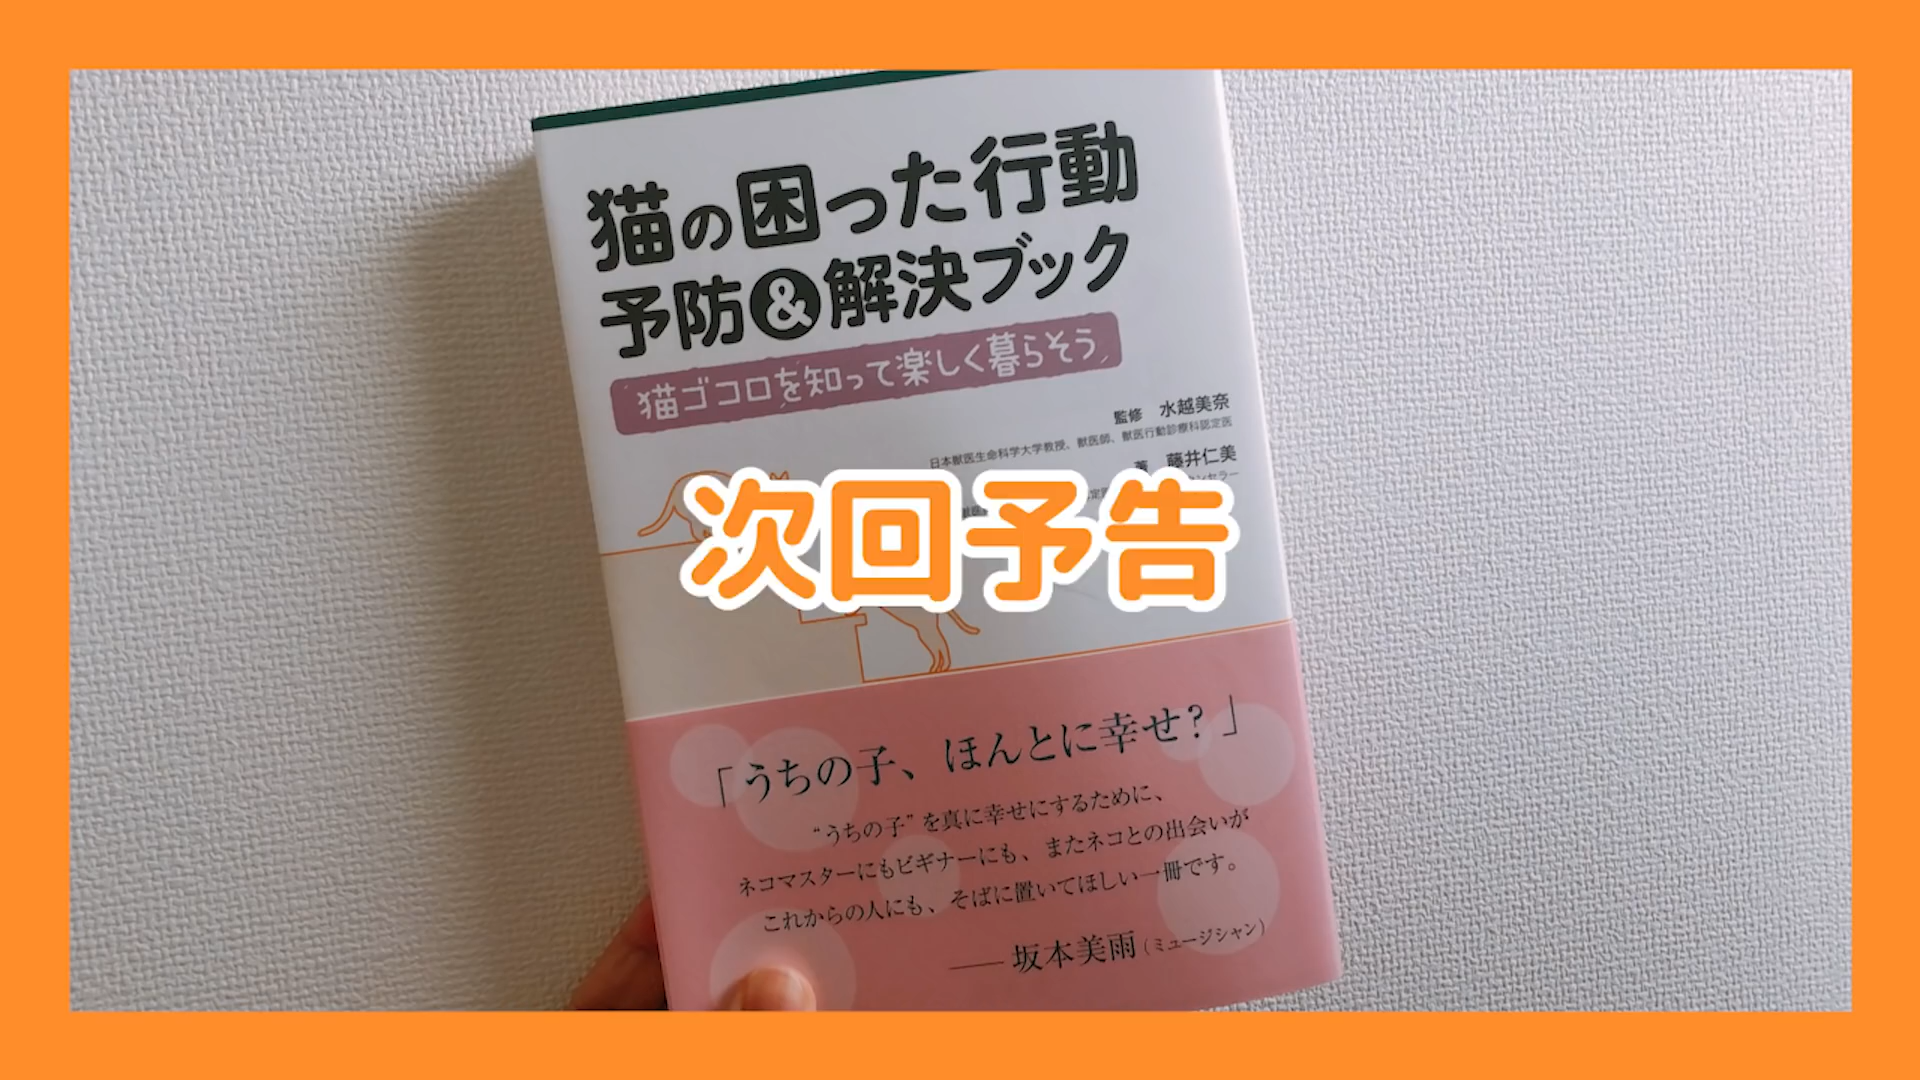 猫の困った行動
予防&解決ブック
猫ゴコロを知って楽しく暮らそう
監修 水越美奈
日本獣医生命科学大学教授、獣医師、獣医行動診療科認定医
著 藤井仁美
次回予告
「うちの子、ほんとに幸せ？」
“うちの子”を真に幸せにするために、
ネコマスターにもビギナーにも、またネコとの出会いが
これからの人にも、そばに置いてほしい一冊です。
── 坂本美雨（ミュージシャン）